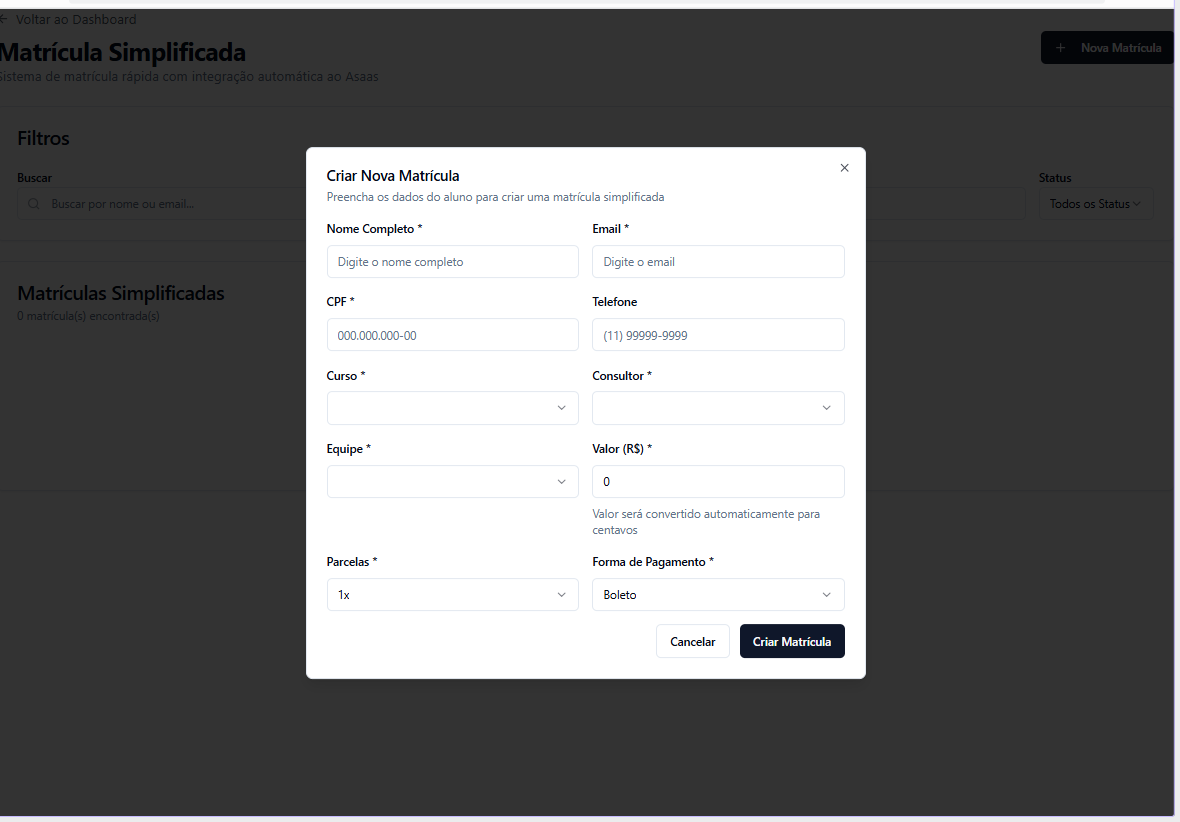 Voltar ao Dashboard
Matrícula Simplificada
Nova Matrícula
Sistema de matrícula rápida com integração automática ao Asaas
Filtros
Buscar
Buscar por nome ou email...
Status
Todos os Status
Matrículas Simplificadas
0 matrícula(s) encontrada(s)
Criar Nova Matrícula
Preencha os dados do aluno para criar uma matrícula simplificada
Nome Completo *
Email *
Digite o nome completo
Digite o email
CPF *
Telefone
000.000.000-00
(11) 99999-9999
Curso *
Consultor *
Equipe *
Valor (R$) *
0
Valor será convertido automaticamente para
centavos
Parcelas *
Forma de Pagamento *
1x
Boleto
Cancelar
Criar Matrícula